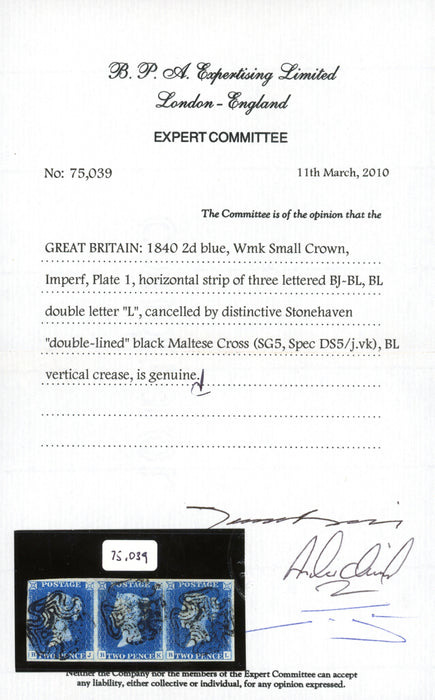 B. P. A. Expertising Limited
London - England
EXPERT COMMITTEE
No: 75,039 11th March, 2010
The Committee is of the opinion that the
GREAT BRITAIN: 1840 2d blue, Wmk Small Crown,
Imperf, Plate 1, horizontal strip of three lettered BJ-BL, BL
double letter "L", cancelled by distinctive Stonehaven
"double-lined" black Maltese Cross (SG5, Spec DS5/j.vk), BL
vertical crease, is genuine.
75,039
POSTAGE POSTAGE POSTAGE
B TWO PENCE J B TWO PENCE K B TWO PENCE L
Neither the Company nor the members of the Expert Committee can accept
any liability, either collective or individual, for any opinion expressed.